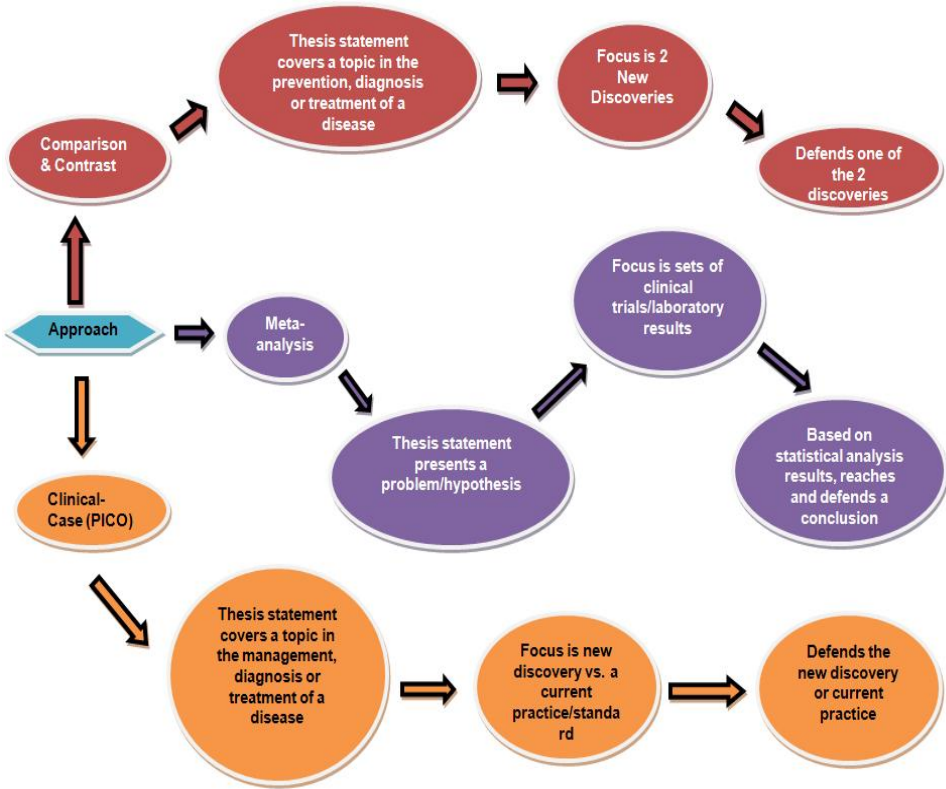 Thesis statement
covers a topic in the
prevention, diagnosis
or treatment of a
disease
Focus is 2
New
Discoveries
Comparison
& Contrast
Defends one of
the 2
discoveries
Approach
Meta-
analysis
Thesis statement
presents a
problem/hypothesis
Focus is sets of
clinical
trials/laboratory
results
Based on
statistical analysis
results, reaches
and defends a
conclusion
Clinical-
Case (PICO)
Thesis statement
covers a topic in
the management,
diagnosis or
treatment of a
disease
Focus is new
discovery vs. a
current
practice/standa
rd
Defends the
new discovery
or current
practice